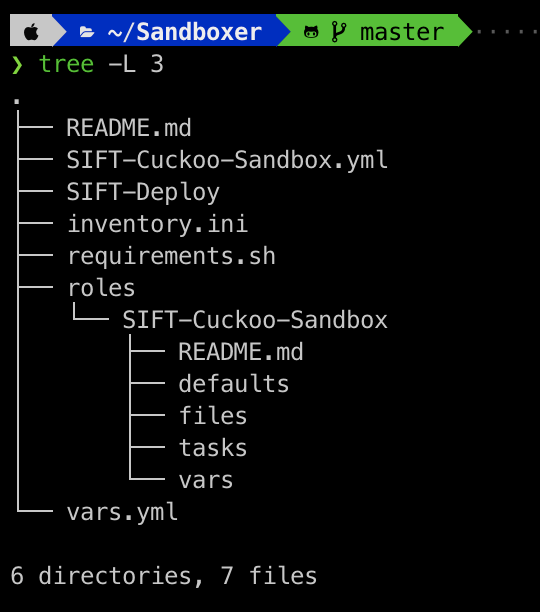 ~/Sandboxer master
❯ tree -L 3
.
├── README.md
├── SIFT-Cuckoo-Sandbox.yml
├── SIFT-Deploy
├── inventory.ini
├── requirements.sh
├── roles
│   └── SIFT-Cuckoo-Sandbox
│       ├── README.md
│       ├── defaults
│       ├── files
│       ├── tasks
│       └── vars
└── vars.yml
6 directories, 7 files